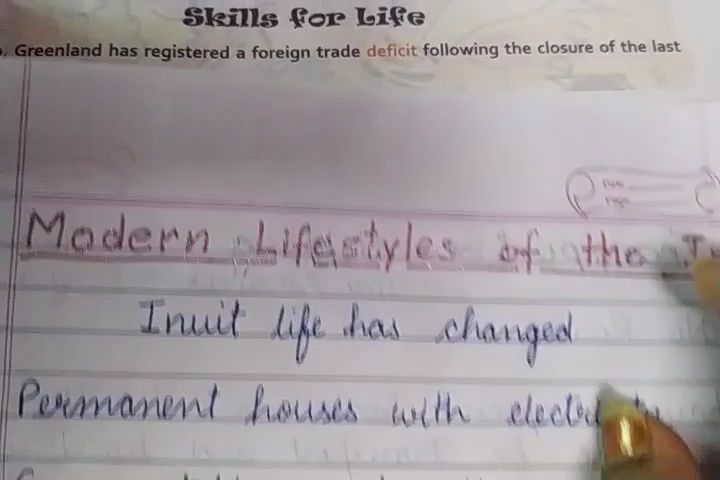 Skills for Life
Greenland has registered a foreign trade deficit following the closure of the last
Modern Lifestyles of the
Inuit life has changed
Permanent houses with